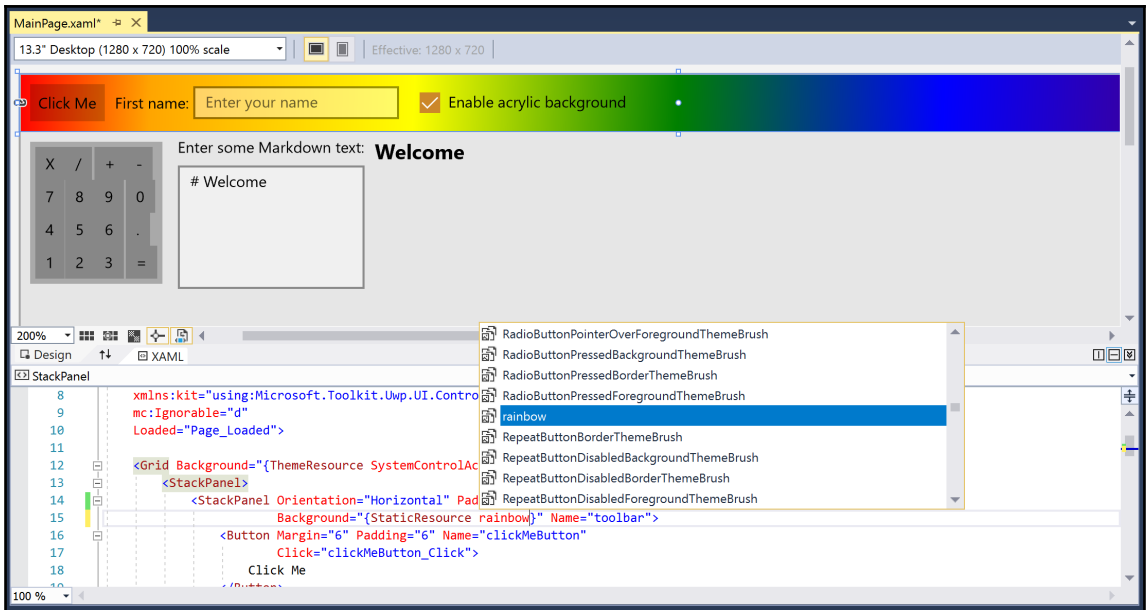 MainPage.xaml*
13.3" Desktop (1280 x 720) 100% scale Effective: 1280 x 720
Click Me First name: Enter your name Enable acrylic background
Enter some Markdown text: Welcome
X / + -
# Welcome
7 8 9 0
4 5 6 .
1 2 3 =
200%
Design XAML
StackPanel
RadioButtonPointerOverForegroundThemeBrush
RadioButtonPressedBackgroundThemeBrush
RadioButtonPressedBorderThemeBrush
RadioButtonPressedForegroundThemeBrush
rainbow
RepeatButtonBorderThemeBrush
RepeatButtonDisabledBackgroundThemeBrush
RepeatButtonDisabledBorderThemeBrush
RepeatButtonDisabledForegroundThemeBrush
8 xmlns:kit="using:Microsoft.Toolkit.Uwp.UI.Contro
9 mc:Ignorable="d"
10 Loaded="Page_Loaded">
11
12 <Grid Background="{ThemeResource SystemControlAc
13 <StackPanel>
14 <StackPanel Orientation="Horizontal" Pad
15 Background="{StaticResource rainbow}" Name="toolbar">
16 <Button Margin="6" Padding="6" Name="clickMeButton"
17 Click="clickMeButton_Click">
18 Click Me
19 </Button>
100 %